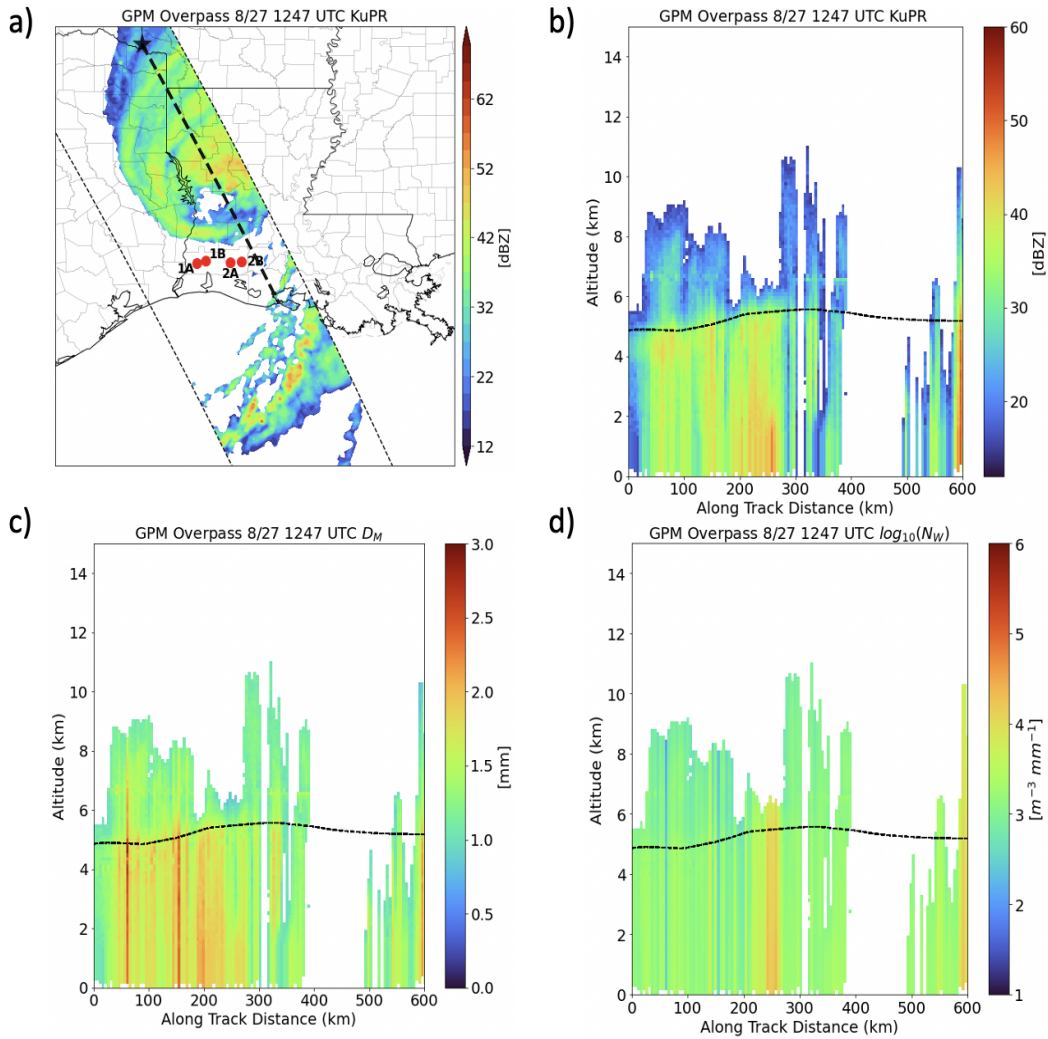 a)
GPM Overpass 8/27 1247 UTC KuPR
62
52
42
32
22
12
[dBZ]
1A
1B
2A
2B
b)
GPM Overpass 8/27 1247 UTC KuPR
14
12
10
8
6
4
2
0
Altitude (km)
0 100 200 300 400 500 600
Along Track Distance (km)
60
50
40
30
20
[dBZ]
c)
GPM Overpass 8/27 1247 UTC D_M
14
12
10
8
6
4
2
0
Altitude (km)
0 100 200 300 400 500 600
Along Track Distance (km)
3.0
2.5
2.0
1.5
1.0
0.5
0.0
[mm]
d)
GPM Overpass 8/27 1247 UTC log₁₀(N_W)
14
12
10
8
6
4
2
0
Altitude (km)
0 100 200 300 400 500 600
Along Track Distance (km)
6
5
4
3
2
1
[m⁻³ mm⁻¹]